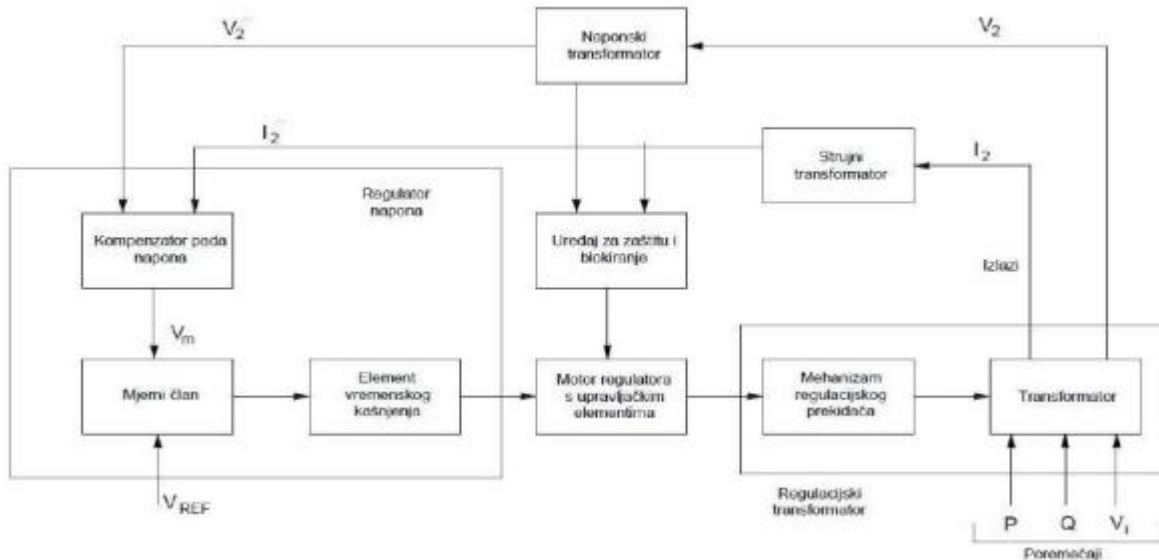 V₂''
Naponski
transformator
V₂
I₂''
Strujni
transformator
I₂
Regulator
napona
Kompenzator pada
napona
Uređaj za zaštitu i
blokiranje
Izlazi
Vm
Mjerni član
Element
vremenskog
kašnjenja
Motor regulatora
s upravljačkim
elementima
Mehanizam
regulacijskog
prekidača
Transformator
VREF
Regulacijski
transformator
P
Q
V₁
Poremećaji